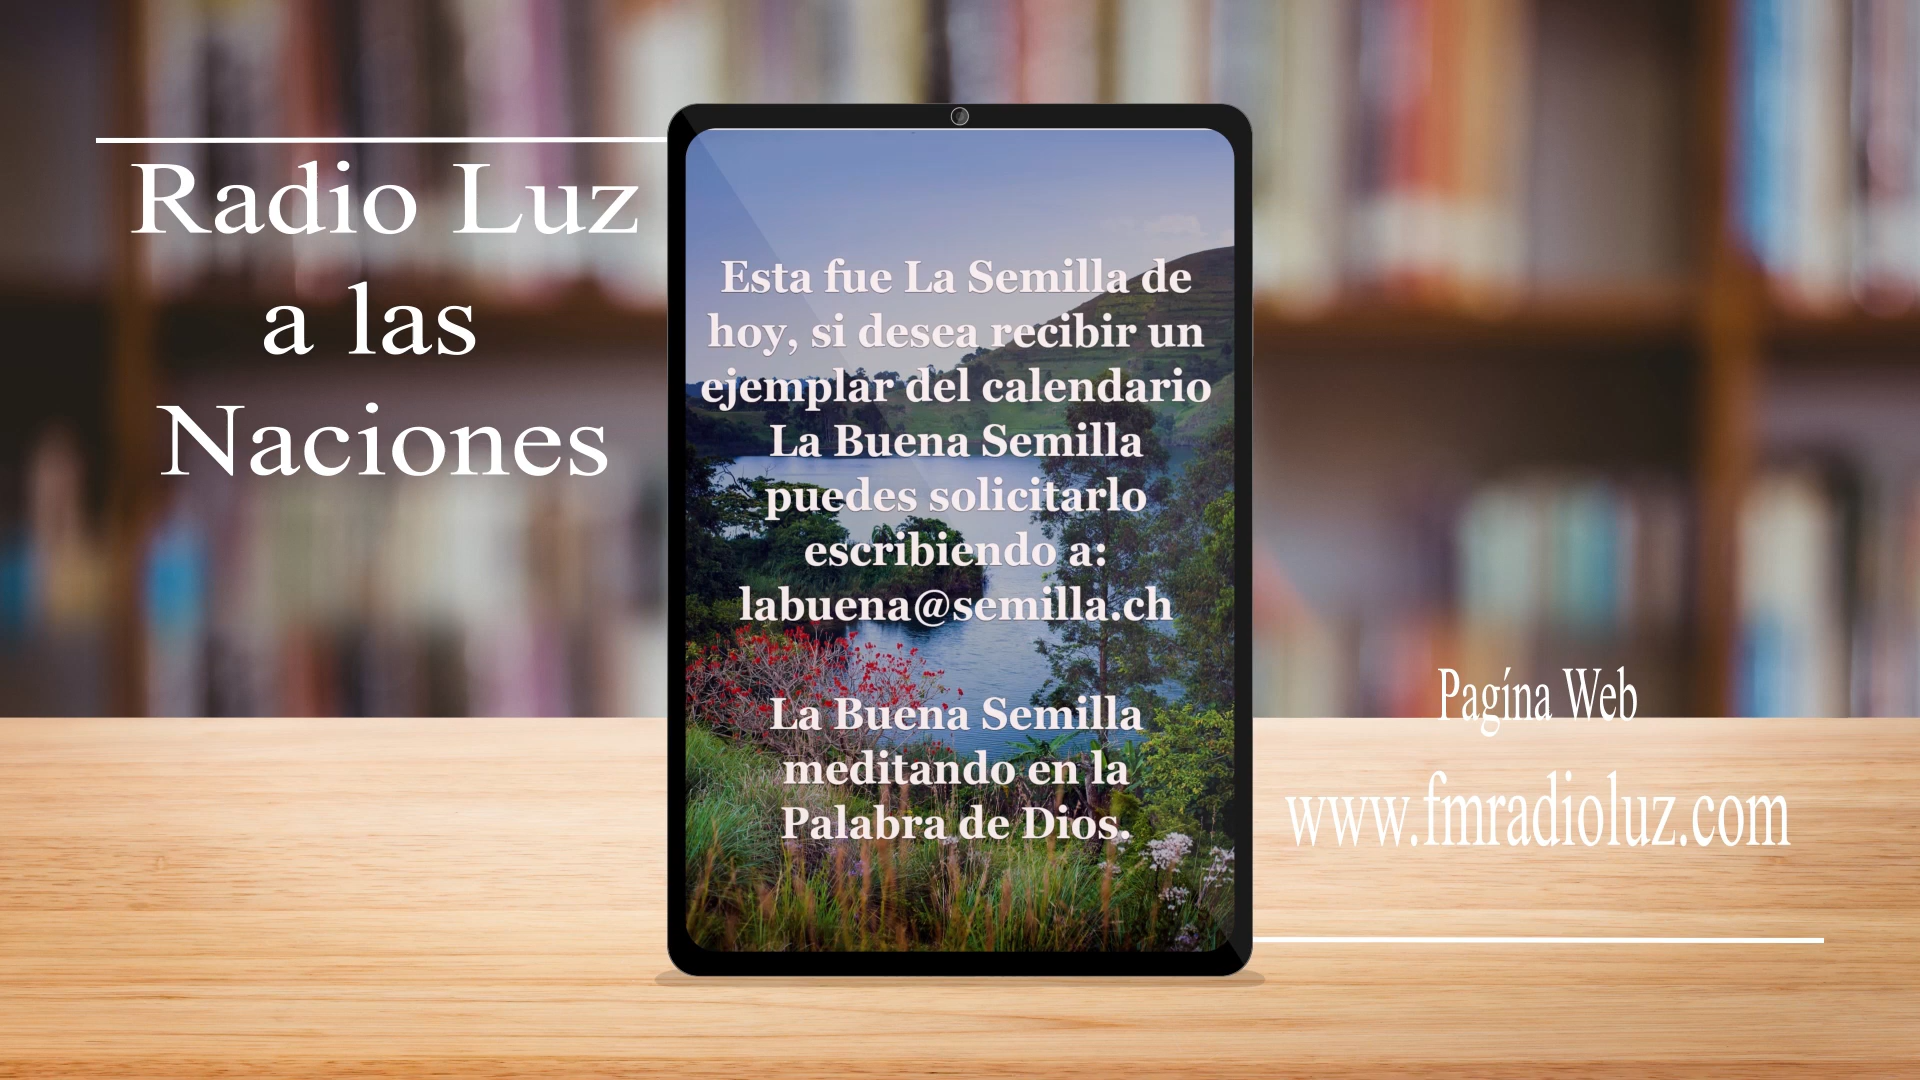 Radio Luz
a las
Naciones
Esta fue La Semilla de
hoy, si desea recibir un
ejemplar del calendario
La Buena Semilla
puedes solicitarlo
escribiendo a:
labuena@semilla.ch
La Buena Semilla
meditando en la
Palabra de Dios.
Pagína Web
www.fmradioluz.com